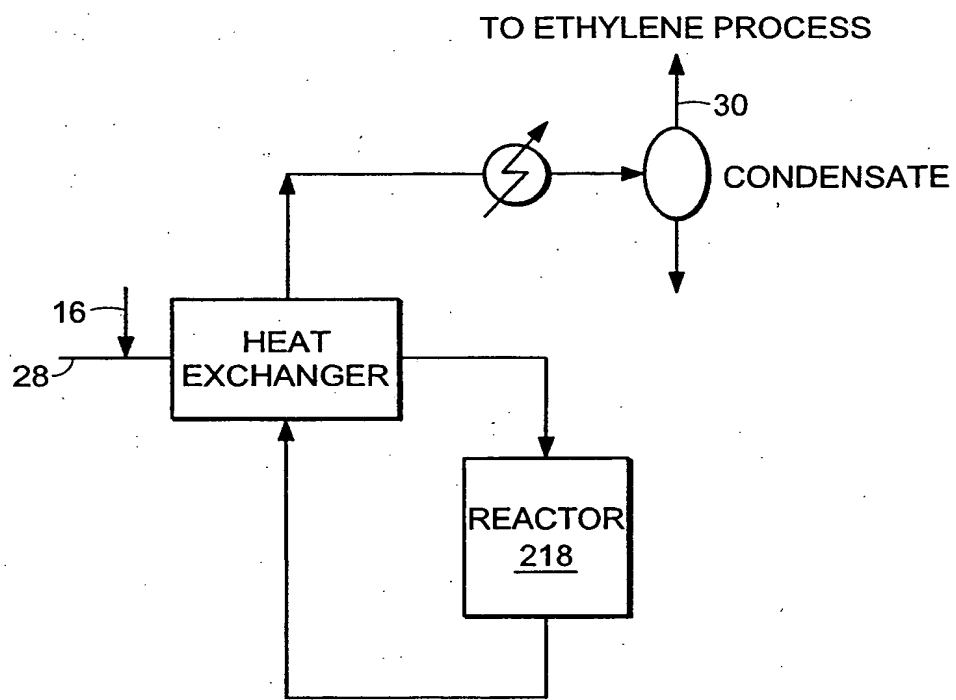 TO ETHYLENE PROCESS
30
CONDENSATE
16
HEAT
EXCHANGER
28
REACTOR
218